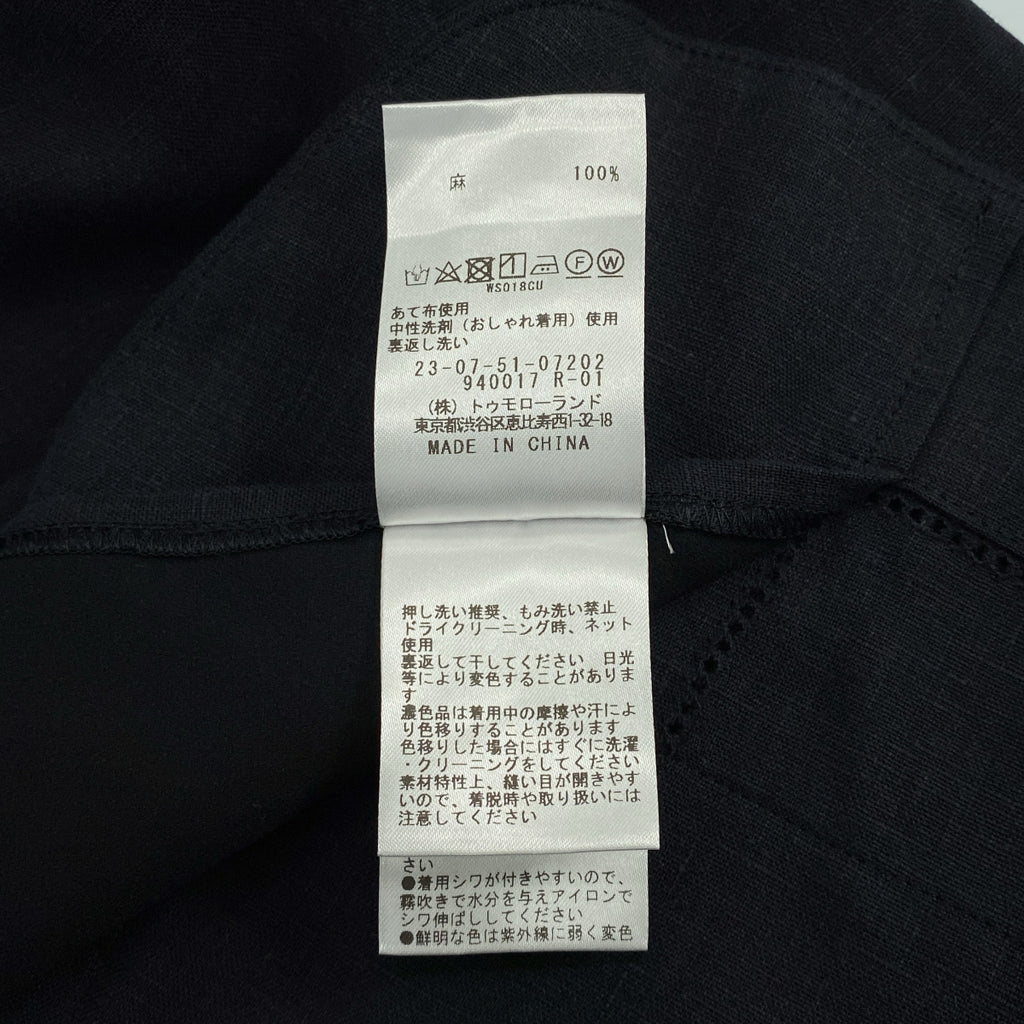 麻 100%
F W
WS018CU
あて布使用
中性洗剤（おしゃれ着用）使用
裏返し洗い
23-07-51-07202
940017 R-01
（株）トゥモローランド
東京都渋谷区恵比寿西1-32-18
MADE IN CHINA
押し洗い推奨、もみ洗い禁止
ドライクリーニング時、ネット
使用
裏返して干してください 日光
等により変色することがありま
す
濃色品は着用中の摩擦や汗によ
り色移りすることがあります
色移りした場合にはすぐに洗濯
・クリーニングをしてください
素材特性上、縫い目が開きやす
いので、着脱時や取り扱いには
注意してください
さい
●着用シワが付きやすいので、
霧吹きで水分を与えアイロンで
シワ伸ばししてください
●鮮明な色は紫外線に弱く変色